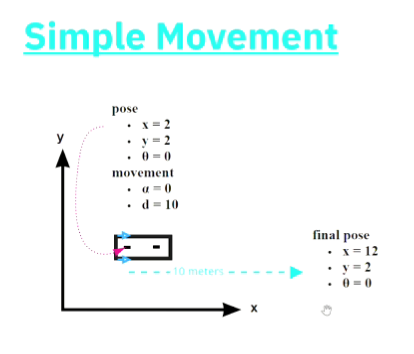 Simple Movement
pose
• x = 2
• y = 2
• θ = 0
movement
• α = 0
• d = 10
y
10 meters
x
final pose
• x = 12
• y = 2
• θ = 0